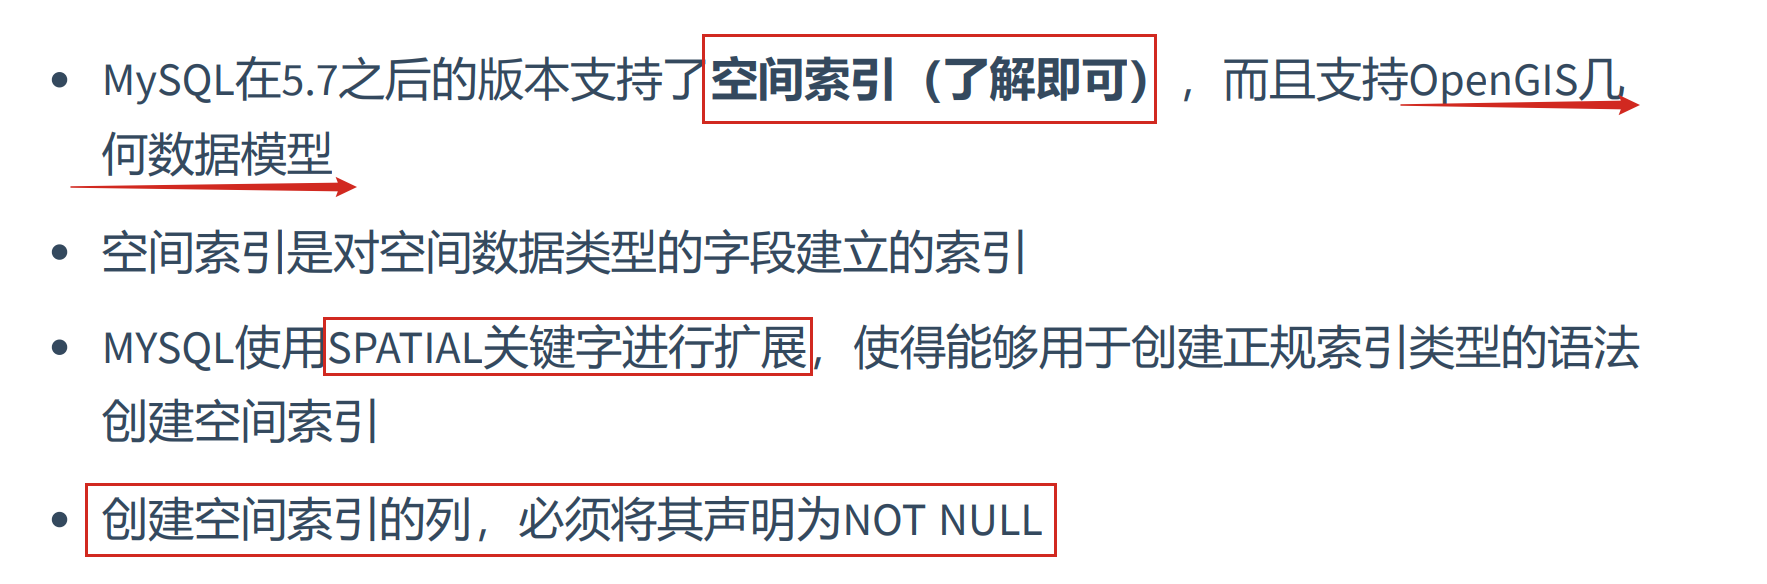 MySQL在5.7之后的版本支持了空间索引（了解即可），而且支持OpenGIS几
何数据模型
空间索引是对空间数据类型的字段建立的索引
MYSQL使用SPATIAL关键字进行扩展，使得能够用于创建正规索引类型的语法
创建空间索引
创建空间索引的列，必须将其声明为NOT NULL